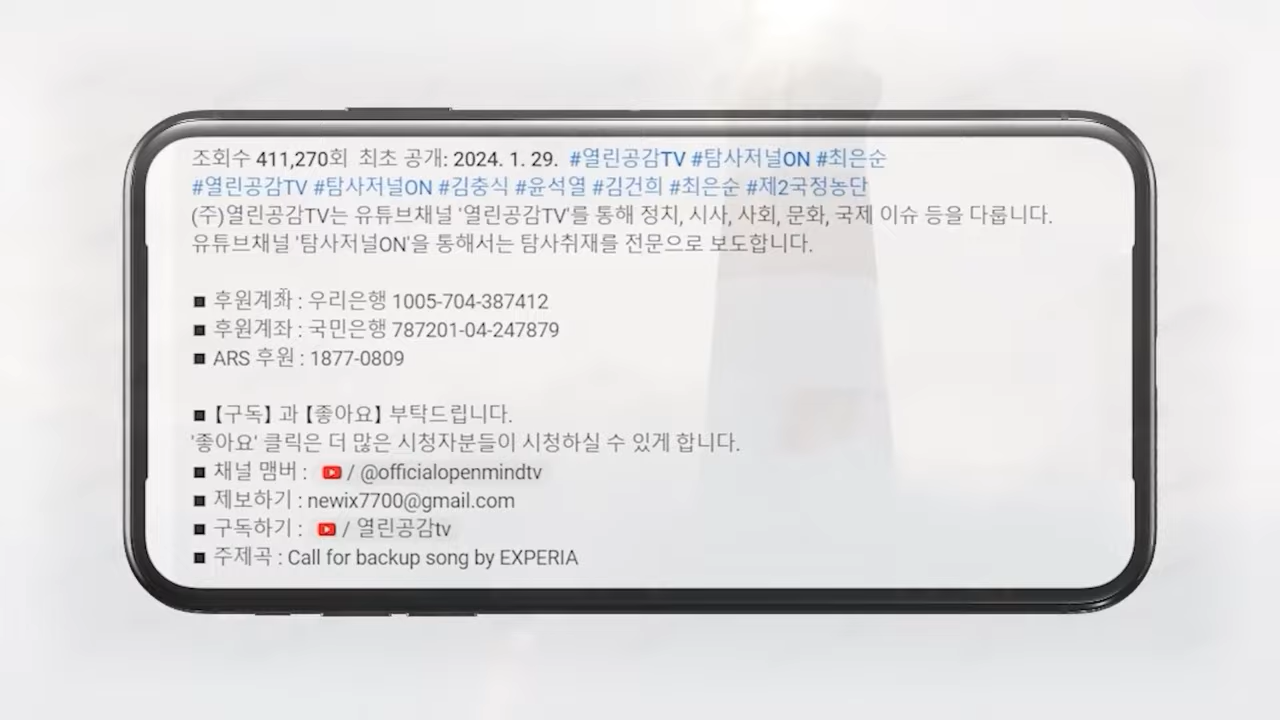 조회수 411,270회 최초 공개: 2024. 1. 29. #열린공감TV #탐사저널ON #최은순
#열린공감TV #탐사저널ON #김충식 #윤석열 #김건희 #최은순 #제2국정농단
(주)열린공감TV는 유튜브채널 '열린공감TV'를 통해 정치, 시사, 사회, 문화, 국제 이슈 등을 다룹니다.
유튜브채널 '탐사저널ON'을 통해서는 탐사취재를 전문으로 보도합니다.
■ 후원계좌 : 우리은행 1005-704-387412
■ 후원계좌 : 국민은행 787201-04-247879
■ ARS 후원 : 1877-0809
■【구독】과【좋아요】부탁드립니다.
'좋아요' 클릭은 더 많은 시청자분들이 시청하실 수 있게 합니다.
■ 채널 맴버 : / @officialopenmindtv
■ 제보하기 : newix7700@gmail.com
■ 구독하기 : / 열린공감tv
■ 주제곡 : Call for backup song by EXPERIA